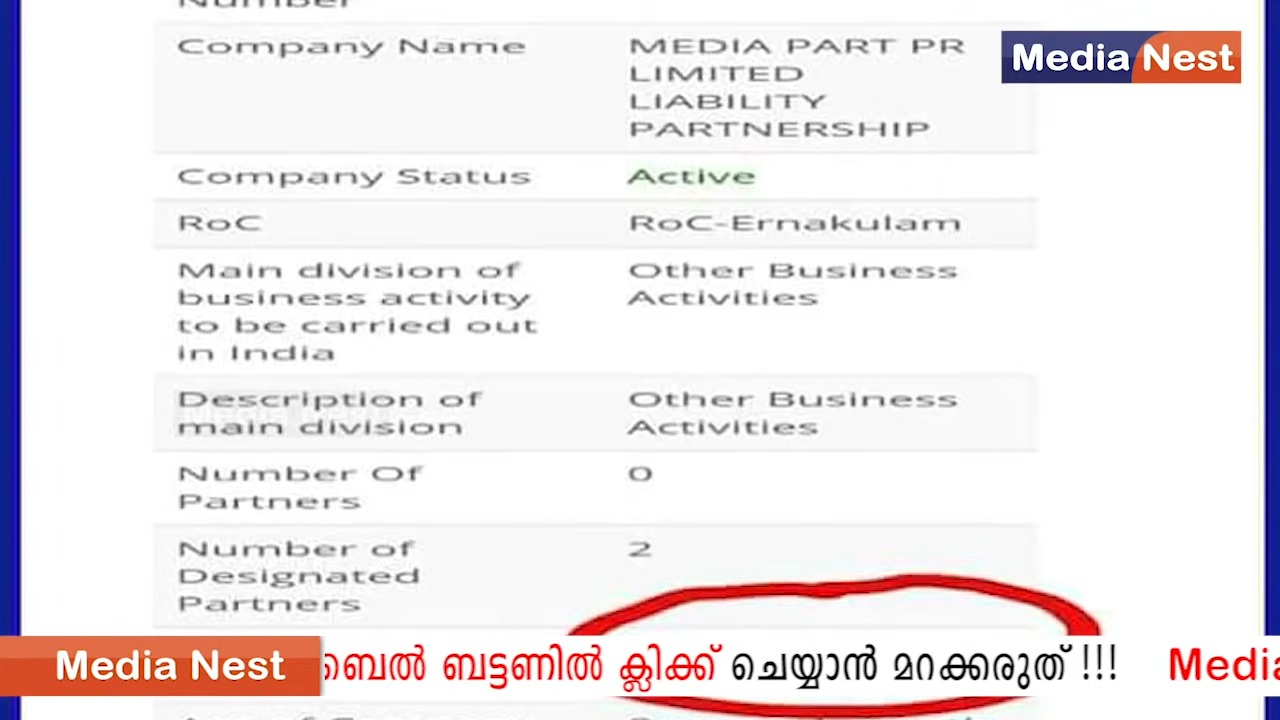 Number
Company Name
MEDIA PART PR
LIMITED
LIABILITY
PARTNERSHIP
Media Nest
Company Status
Active
RoC
RoC-Ernakulam
Main division of
business activity
to be carried out
in India
Other Business
Activities
Description of
main division
Other Business
Activities
Number Of
Partners
0
Number of
Designated
Partners
2
Media Nest
ബെൽ ബട്ടണിൽ ക്ലിക്ക് ചെയ്യാൻ മറക്കരുത് !!!